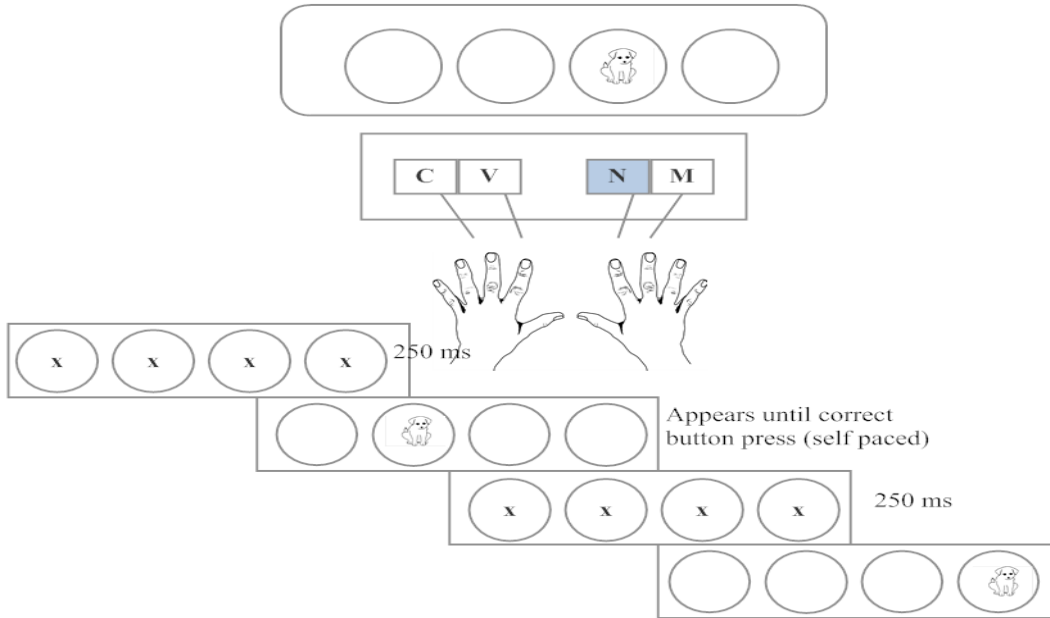 C V N M
x x x x
250 ms
Appears until correct
button press (self paced)
x x x x
250 ms